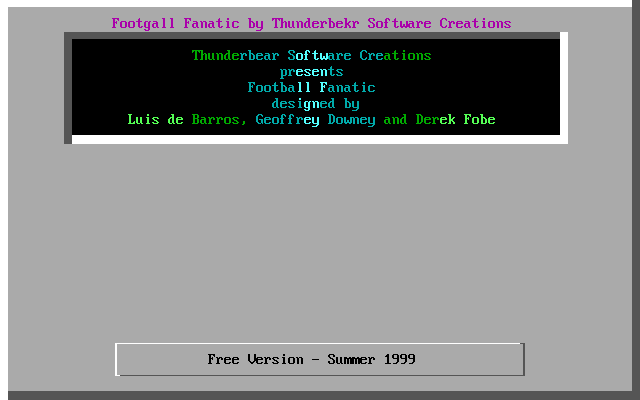 Footgall Fanatic by Thunderbekr Software Creations
Thunderbear Software Creations
presents
Football Fanatic
designed by
Luis de Barros, Geoffrey Downey and Derek Fobe
Free Version - Summer 1999